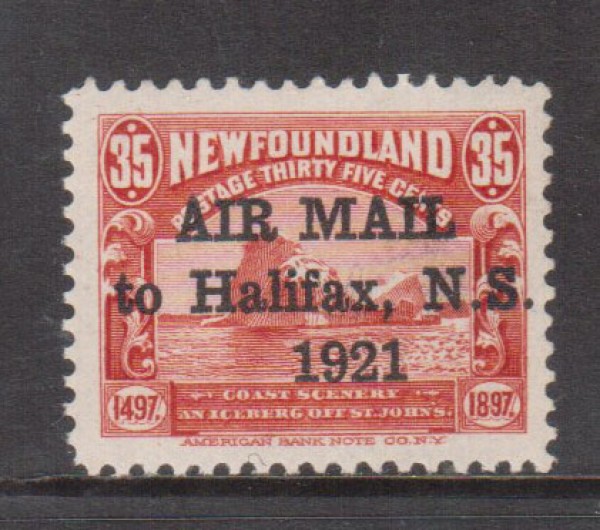 35 NEWFOUNDLAND 35
POSTAGE THIRTY FIVE CENTS
AIR MAIL
to Halifax, N.S.
1921
COAST SCENERY
1497. AN ICEBERG OFF ST. JOHNS. 1897.
AMERICAN BANK NOTE CO. N.Y.